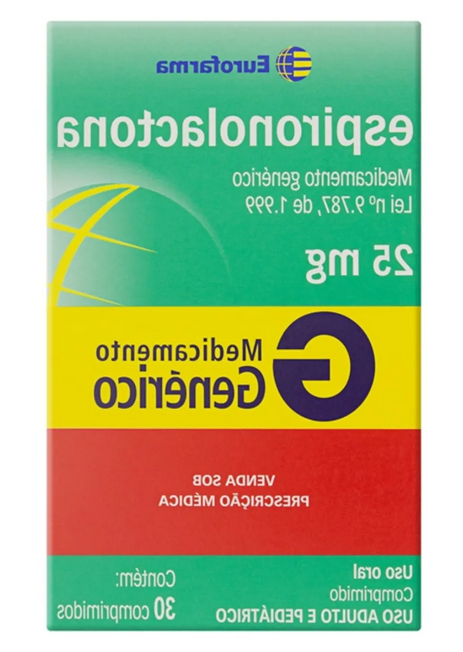 Eurofarma
espironolactona
Medicamento genérico
Lei nº 9.787, de 1.999
25 mg
G Medicamento
Genérico
VENDA SOB
PRESCRIÇÃO MÉDICA
Uso oral
Comprimido
USO ADULTO E PEDIÁTRICO
Contém:
30 comprimidos